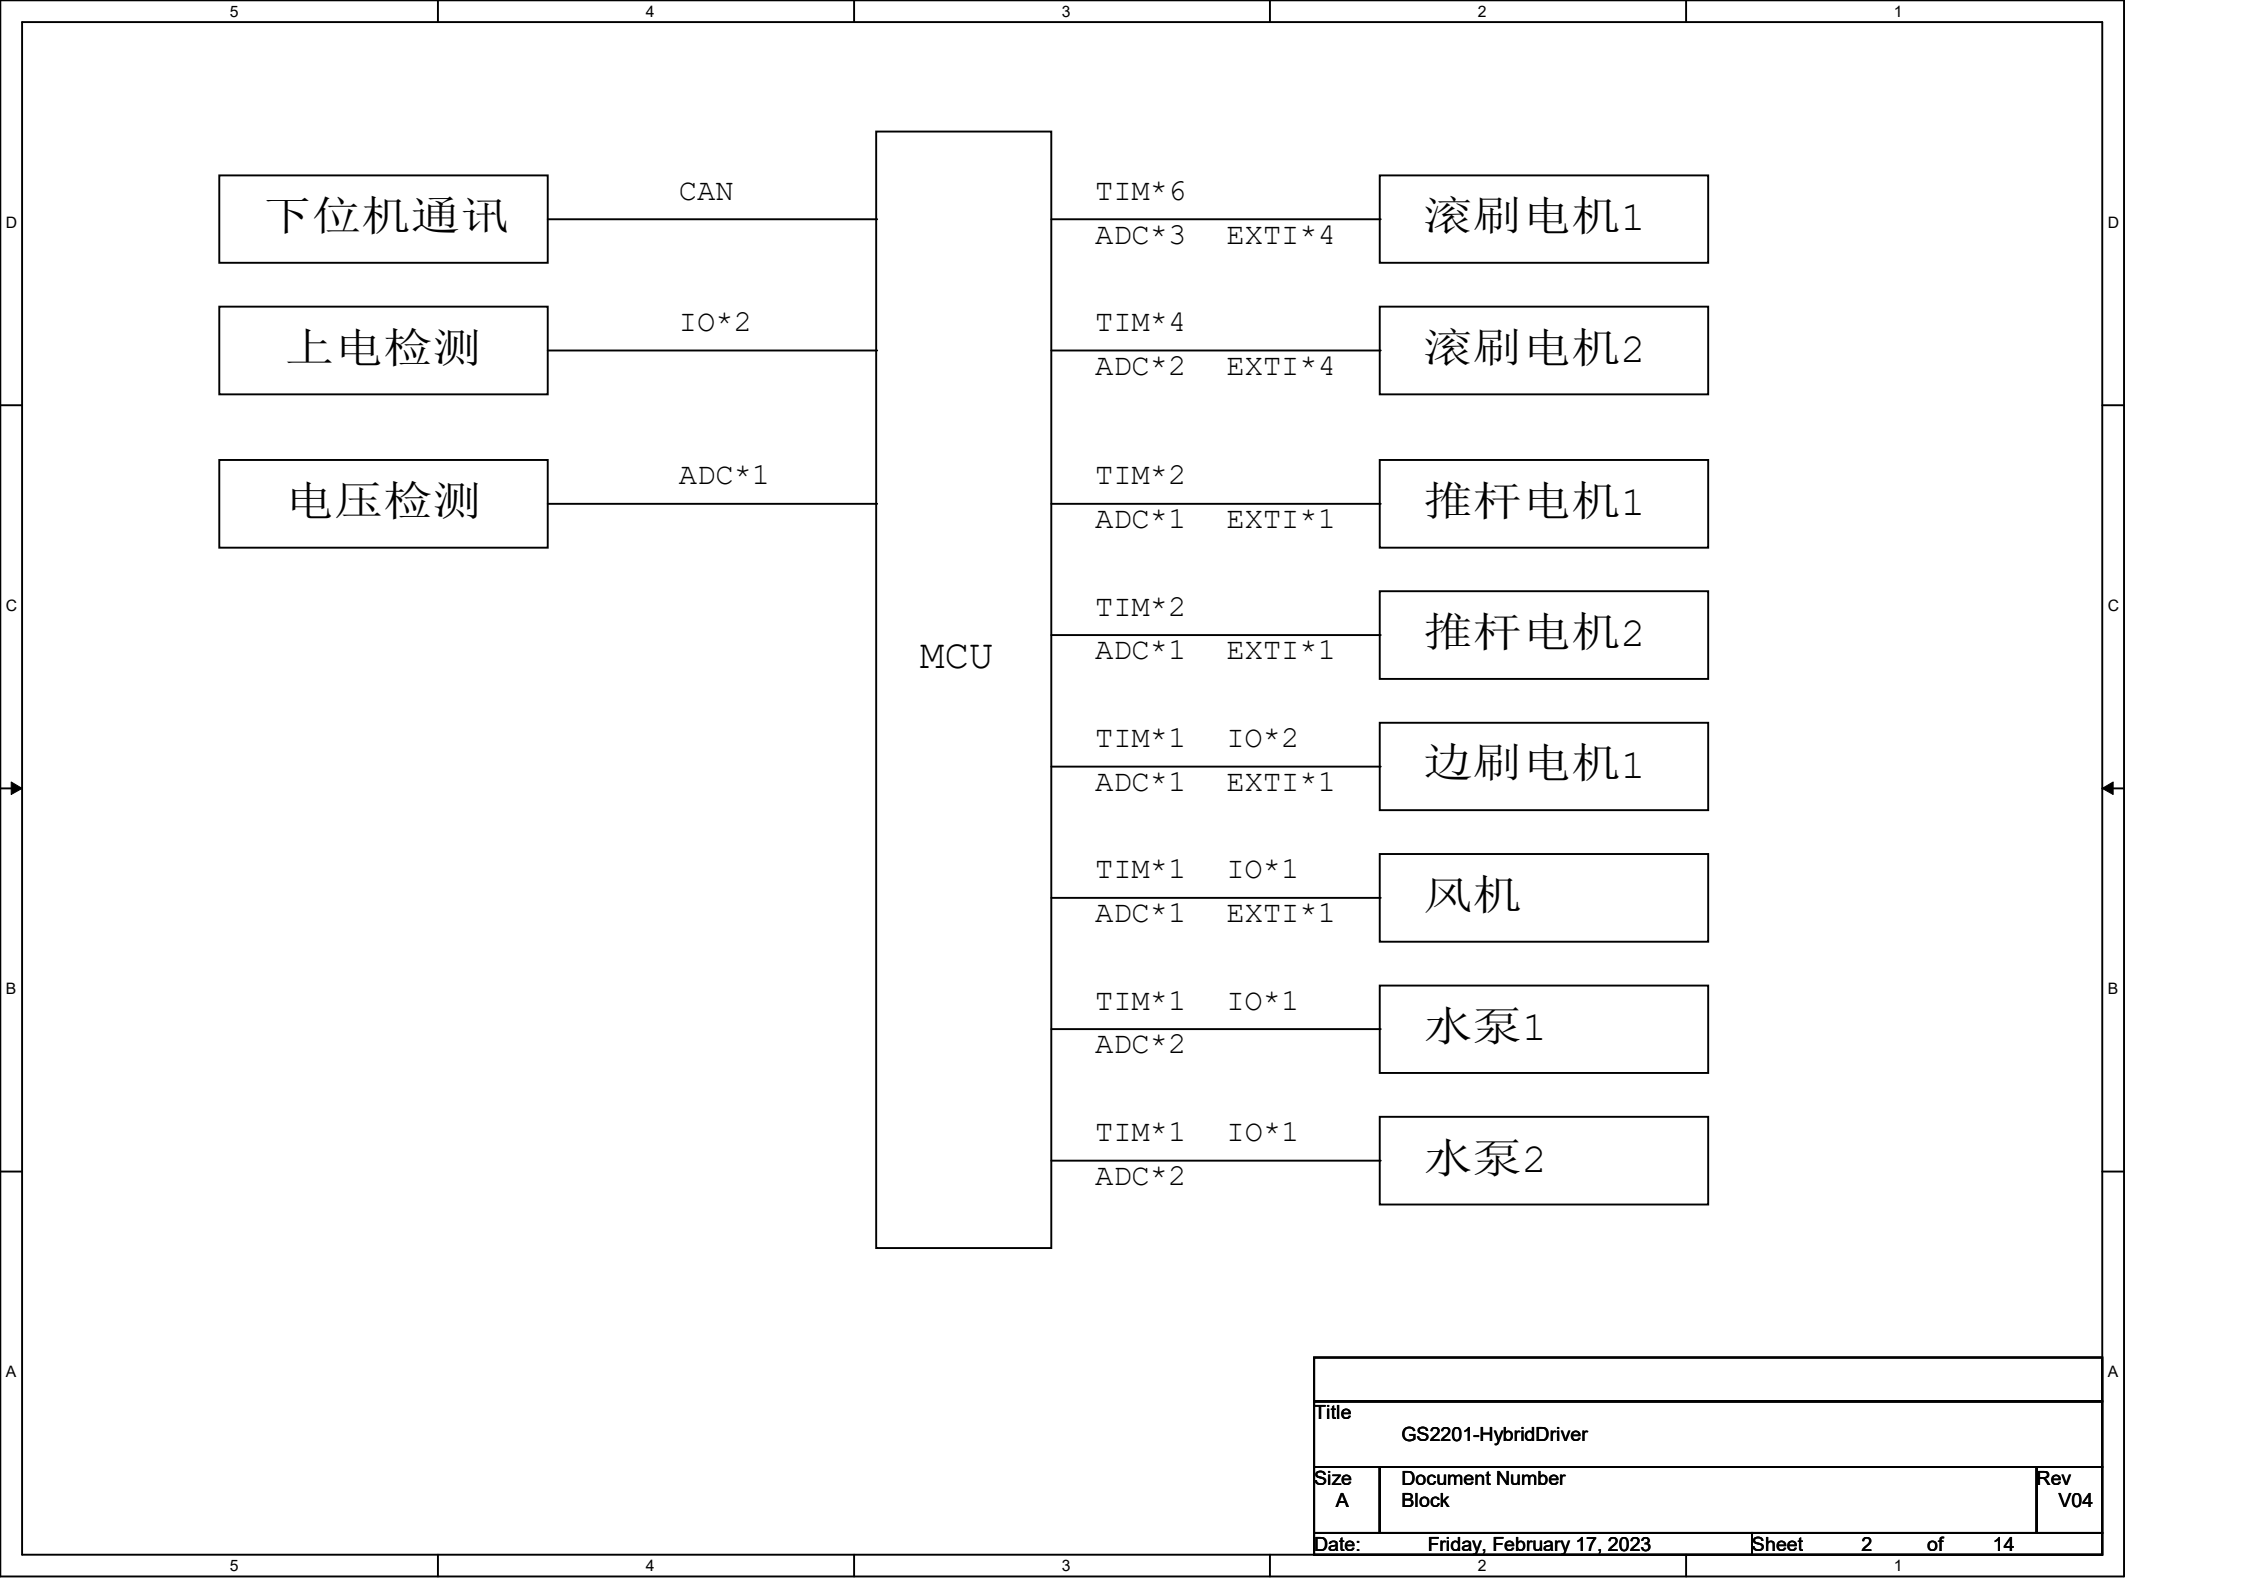 5 4 3 2 1
D D
C C
B B
A A
下位机通讯 CAN
上电检测 IO*2
电压检测 ADC*1
MCU
TIM*6
ADC*3 EXTI*4
滚刷电机1
TIM*4
ADC*2 EXTI*4
滚刷电机2
TIM*2
ADC*1 EXTI*1
推杆电机1
TIM*2
ADC*1 EXTI*1
推杆电机2
TIM*1 IO*2
ADC*1 EXTI*1
边刷电机1
TIM*1 IO*1
ADC*1 EXTI*1
风机
TIM*1 IO*1
ADC*2
水泵1
TIM*1 IO*1
ADC*2
水泵2
Title
GS2201-HybridDriver
Size Document Number Rev
A Block V04
Date: Friday, February 17, 2023 Sheet 2 of 14
5 4 3 2 1